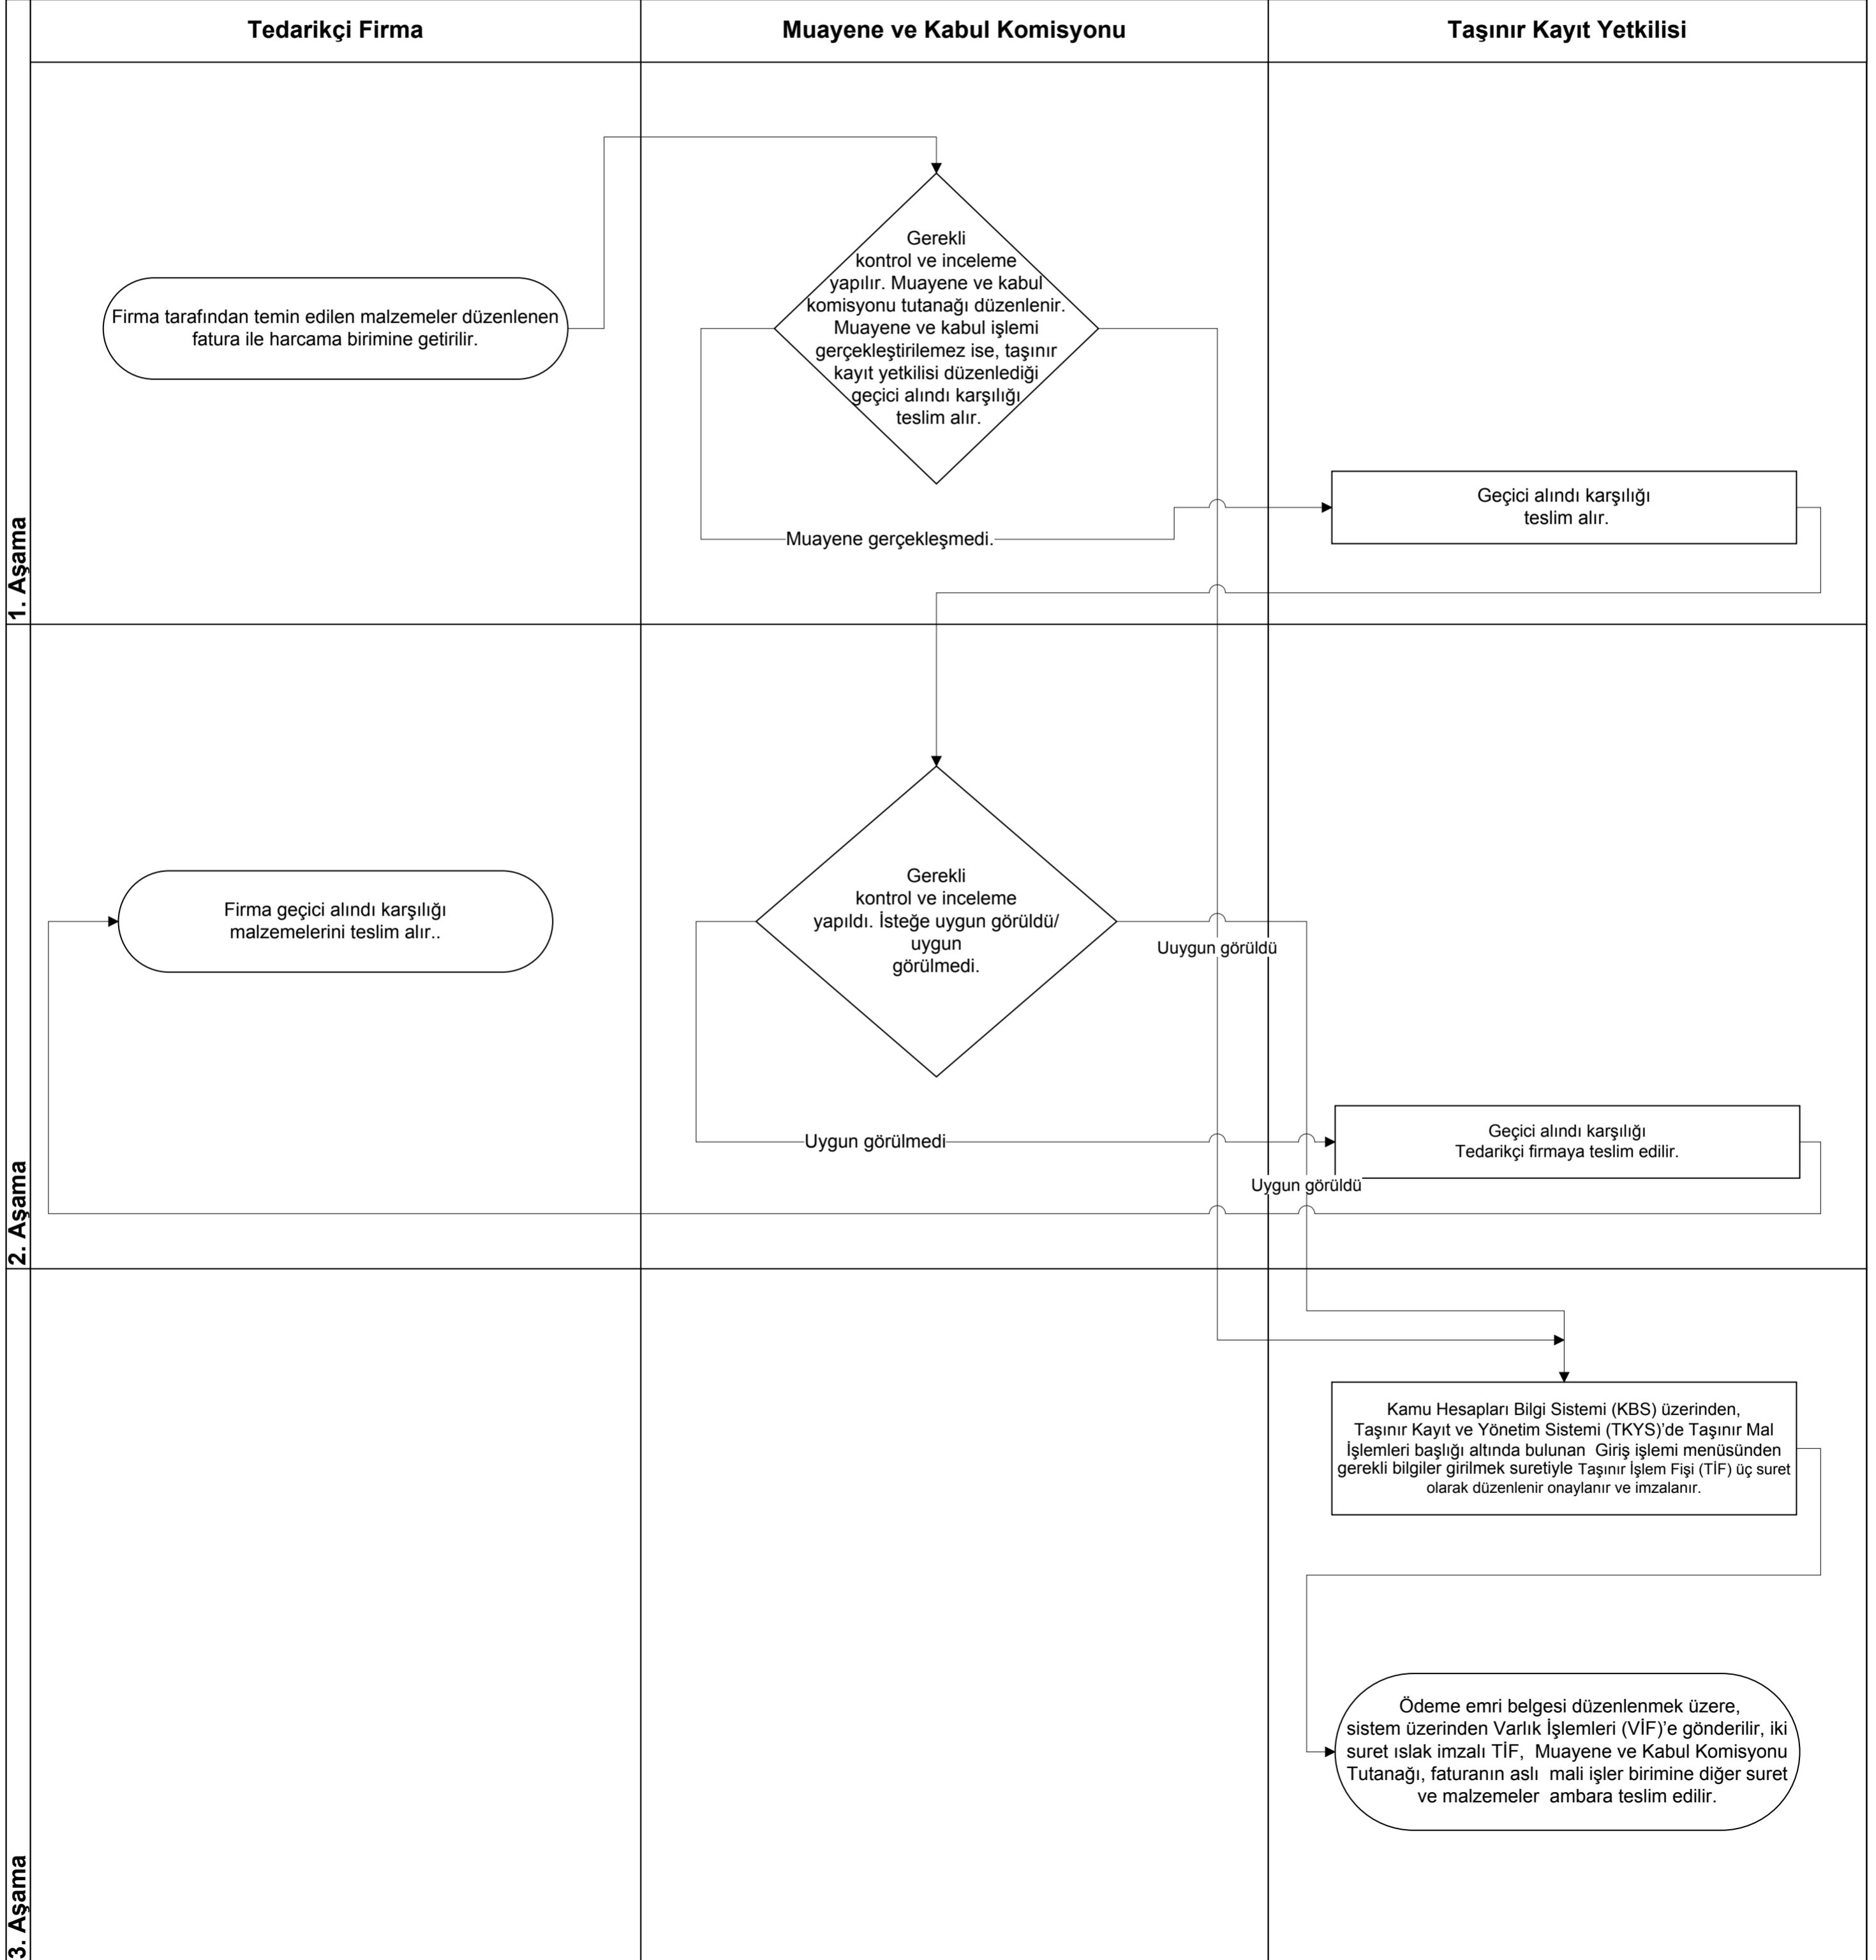 Tedarikçi Firma
Muayene ve Kabul Komisyonu
Taşınır Kayıt Yetkilisi
1. Aşama
Firma tarafından temin edilen malzemeler düzenlenen
fatura ile harcama birimine getirilir.
Gerekli
kontrol ve inceleme
yapılır. Muayene ve kabul
komisyonu tutanağı düzenlenir.
Muayene ve kabul işlemi
gerçekleştirilemez ise, taşınır
kayıt yetkilisi düzenlediği
geçici alındı karşılığı
teslim alır.
Muayene gerçekleşmedi.
Geçici alındı karşılığı
teslim alır.
2. Aşama
Firma geçici alındı karşılığı
malzemelerini teslim alır..
Gerekli
kontrol ve inceleme
yapıldı. İsteğe uygun görüldü/
uygun
görülmedi.
Uuygun görüldü
Uygun görülmedi
Geçici alındı karşılığı
Tedarikçi firmaya teslim edilir.
Uygun görüldü
3. Aşama
Kamu Hesapları Bilgi Sistemi (KBS) üzerinden,
Taşınır Kayıt ve Yönetim Sistemi (TKYS)’de Taşınır Mal
İşlemleri başlığı altında bulunan  Giriş işlemi menüsünden
gerekli bilgiler girilmek suretiyle Taşınır İşlem Fişi (TİF) üç suret
olarak düzenlenir onaylanır ve imzalanır.
Ödeme emri belgesi düzenlenmek üzere,
sistem üzerinden Varlık İşlemleri (VİF)’e gönderilir, iki
suret ıslak imzalı TİF,  Muayene ve Kabul Komisyonu
Tutanağı, faturanın aslı  mali işler birimine diğer suret
ve malzemeler  ambara teslim edilir.